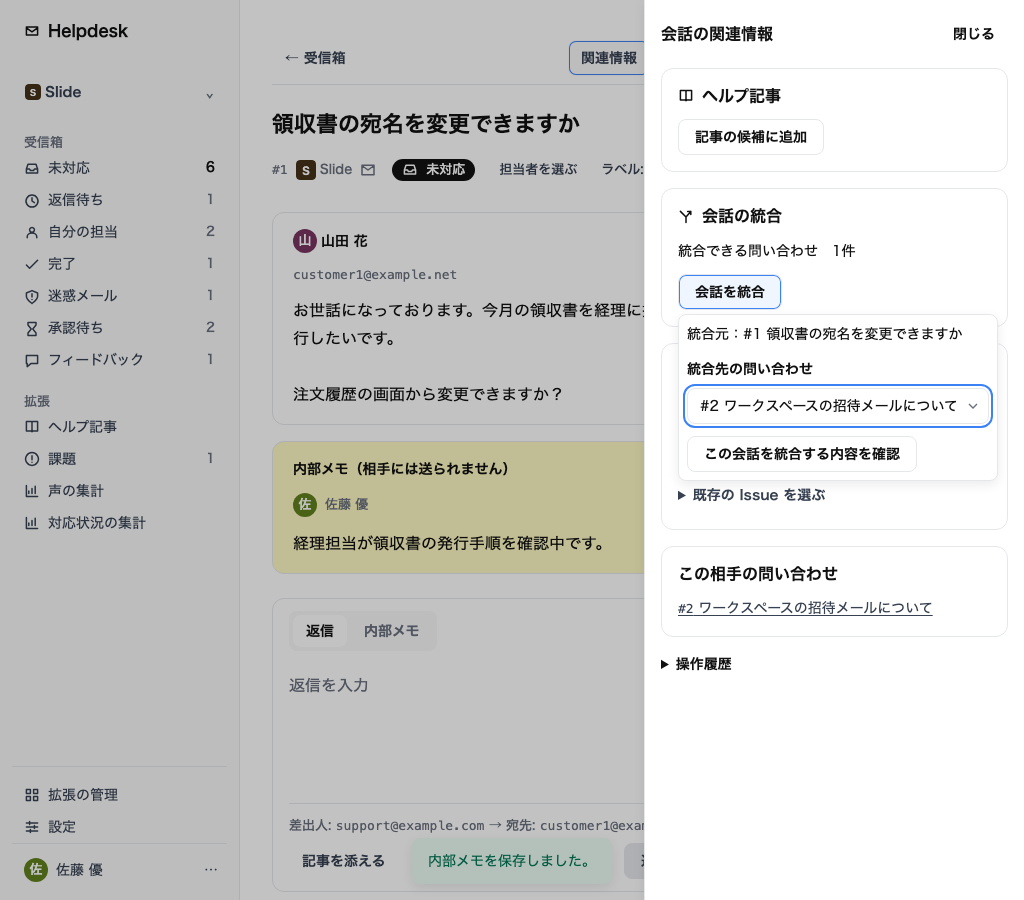 Helpdesk
S Slide
受信箱
未対応 6
返信待ち 1
自分の担当 2
完了 1
迷惑メール 1
承認待ち 2
フィードバック 1
拡張
ヘルプ記事
課題 1
声の集計
対応状況の集計
拡張の管理
設定
佐 佐藤 優 …
← 受信箱
関連情報
領収書の宛名を変更できますか
#1 S Slide 未対応 担当者を選ぶ ラベル:
山 山田 花
customer1@example.net
お世話になっております。今月の領収書を経理に
行したいです。
注文履歴の画面から変更できますか？
内部メモ（相手には送られません）
佐 佐藤 優
経理担当が領収書の発行手順を確認中です。
返信 内部メモ
返信を入力
差出人: support@example.com → 宛先: customer1@exam
記事を添える
内部メモを保存しました。
会話の関連情報
閉じる
ヘルプ記事
記事の候補に追加
会話の統合
統合できる問い合わせ 1件
会話を統合
統合元：#1 領収書の宛名を変更できますか
統合先の問い合わせ
#2 ワークスペースの招待メールについて
この会話を統合する内容を確認
▶ 既存の Issue を選ぶ
この相手の問い合わせ
#2 ワークスペースの招待メールについて
▶ 操作履歴